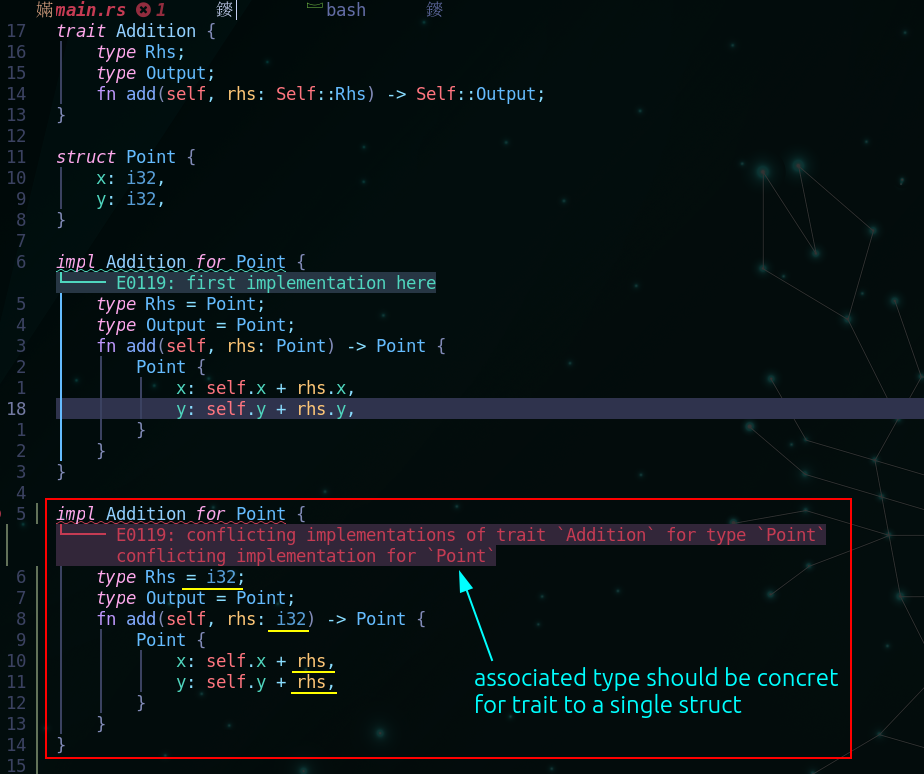 嫲main.rs 1 bash
17 trait Addition {
16 type Rhs;
15 type Output;
14 fn add(self, rhs: Self::Rhs) -> Self::Output;
13 }
12
11 struct Point {
10 x: i32,
9 y: i32,
8 }
7
6 impl Addition for Point {
E0119: first implementation here
5 type Rhs = Point;
4 type Output = Point;
3 fn add(self, rhs: Point) -> Point {
2 Point {
1 x: self.x + rhs.x,
18 y: self.y + rhs.y,
1 }
2 }
3 }
4
5 impl Addition for Point {
E0119: conflicting implementations of trait `Addition` for type `Point`
conflicting implementation for `Point`
6 type Rhs = i32;
7 type Output = Point;
8 fn add(self, rhs: i32) -> Point {
9 Point {
10 x: self.x + rhs,
11 y: self.y + rhs,
12 }
13 }
14 }
15
associated type should be concret
for trait to a single struct